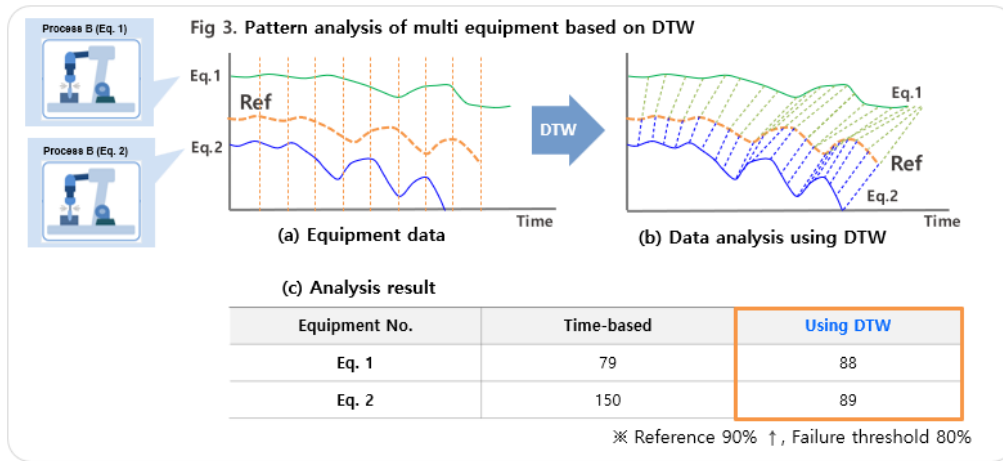 Process B (Eq. 1)
Process B (Eq. 2)
Fig 3. Pattern analysis of multi equipment based on DTW
Eq.1
Ref
Eq.2
Time
(a) Equipment data
DTW
Eq.1
Ref
Eq.2
Time
(b) Data analysis using DTW
(c) Analysis result
Equipment No. Time-based Using DTW
Eq. 1 79 88
Eq. 2 150 89
※ Reference 90% ↑, Failure threshold 80%